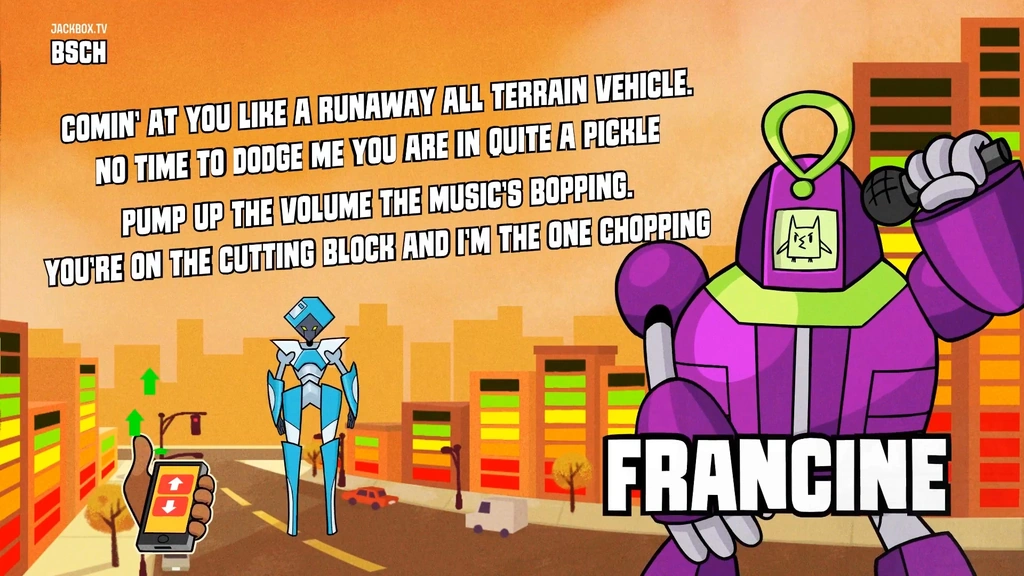 JACKBOX.TV
BSCH
COMIN' AT YOU LIKE A RUNAWAY ALL TERRAIN VEHICLE.
NO TIME TO DODGE ME YOU ARE IN QUITE A PICKLE
PUMP UP THE VOLUME THE MUSIC'S BOPPING.
YOU'RE ON THE CUTTING BLOCK AND I'M THE ONE CHOPPING
FRANCINE